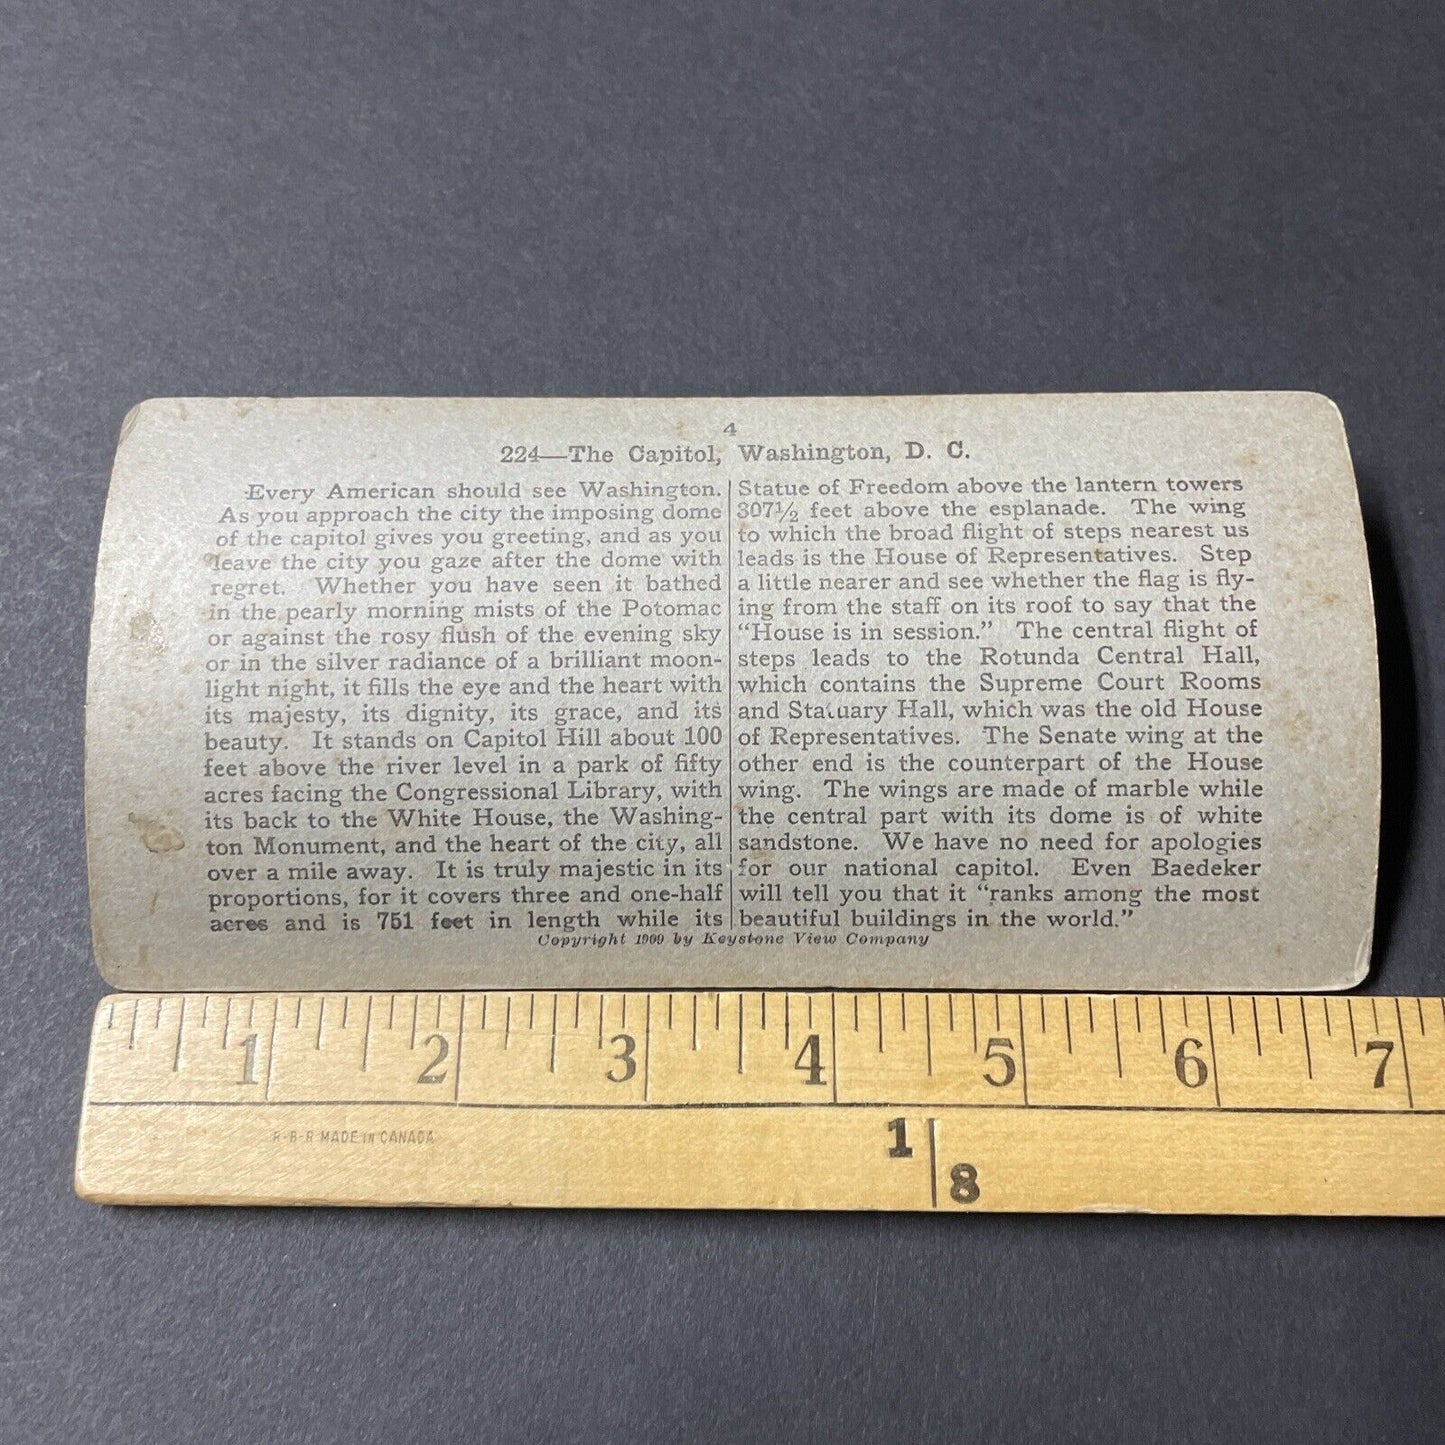 4
224—The Capitol, Washington, D. C.
Every American should see Washington.
As you approach the city the imposing dome
of the capitol gives you greeting, and as you
leave the city you gaze after the dome with
regret. Whether you have seen it bathed
in the pearly morning mists of the Potomac
or against the rosy flush of the evening sky
or in the silver radiance of a brilliant moon-
light night, it fills the eye and the heart with
its majesty, its dignity, its grace, and its
beauty. It stands on Capitol Hill about 100
feet above the river level in a park of fifty
acres facing the Congressional Library, with
its back to the White House, the Washing-
ton Monument, and the heart of the city, all
over a mile away. It is truly majestic in its
proportions, for it covers three and one-half
acres and is 751 feet in length while its
Statue of Freedom above the lantern towers
307½ feet above the esplanade. The wing
to which the broad flight of steps nearest us
leads is the House of Representatives. Step
a little nearer and see whether the flag is fly-
ing from the staff on its roof to say that the
“House is in session.” The central flight of
steps leads to the Rotunda Central Hall,
which contains the Supreme Court Rooms
and Statuary Hall, which was the old House
of Representatives. The Senate wing at the
other end is the counterpart of the House
wing. The wings are made of marble while
the central part with its dome is of white
sandstone. We have no need for apologies
for our national capitol. Even Baedeker
will tell you that it “ranks among the most
beautiful buildings in the world.”
Copyright 1909 by Keystone View Company
1 2 3 4 5 6 7
R-B-R MADE IN CANADA
1 8